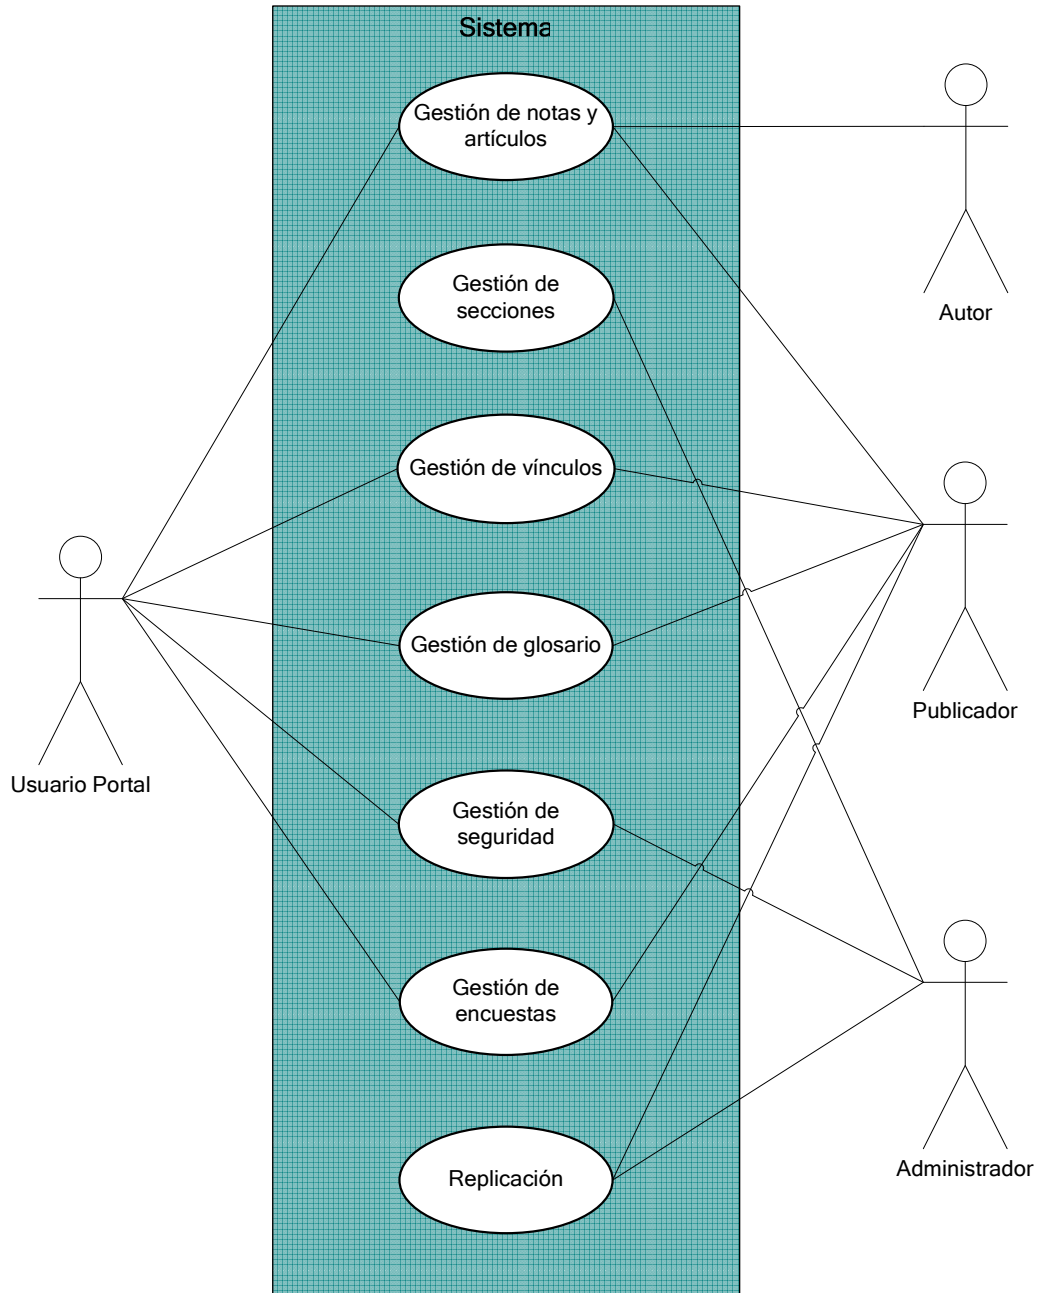 Sistema
Gestión de notas y
artículos
Autor
Gestión de
secciones
Gestión de vínculos
Publicador
Gestión de glosario
Usuario Portal
Gestión de
seguridad
Gestión de
encuestas
Administrador
Replicación